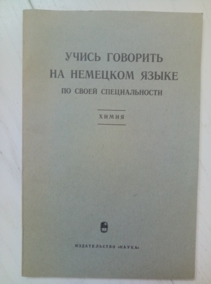 УЧИСЬ ГОВОРИТЬ
НА НЕМЕЦКОМ ЯЗЫКЕ
ПО СВОЕЙ СПЕЦИАЛЬНОСТИ
ХИМИЯ
ИЗДАТЕЛЬСТВО «НАУКА»